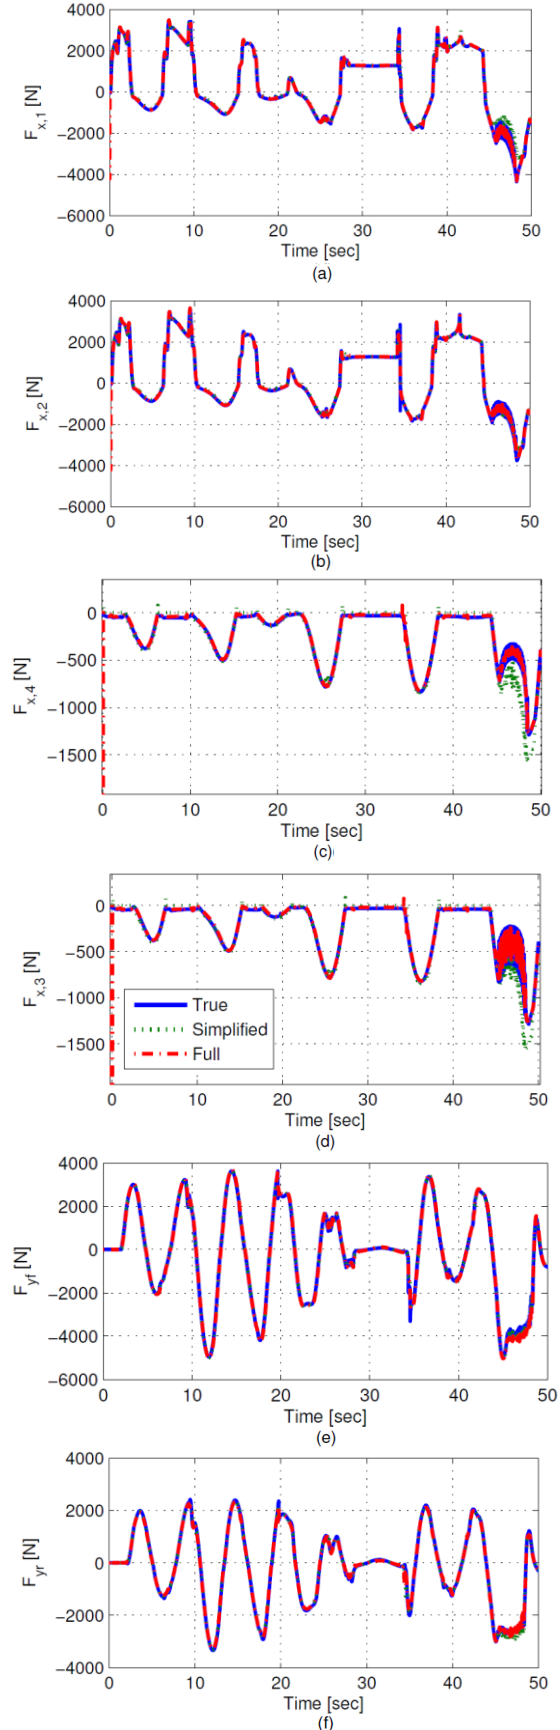 4000
2000
0
−2000
−4000
−6000
F x,1 [N]
0 10 20 30 40 50
Time [sec]
(a)
4000
2000
0
−2000
−4000
−6000
F x,2 [N]
0 10 20 30 40 50
Time [sec]
(b)
0
−500
−1000
−1500
F x,4 [N]
0 10 20 30 40 50
Time [sec]
(c)
0
−500
−1000
−1500
F x,3 [N]
True
Simplified
Full
0 10 20 30 40 50
Time [sec]
(d)
4000
2000
0
−2000
−4000
−6000
F yf [N]
0 10 20 30 40 50
Time [sec]
(e)
4000
2000
0
−2000
−4000
F yr [N]
0 10 20 30 40 50
Time [sec]
(f)